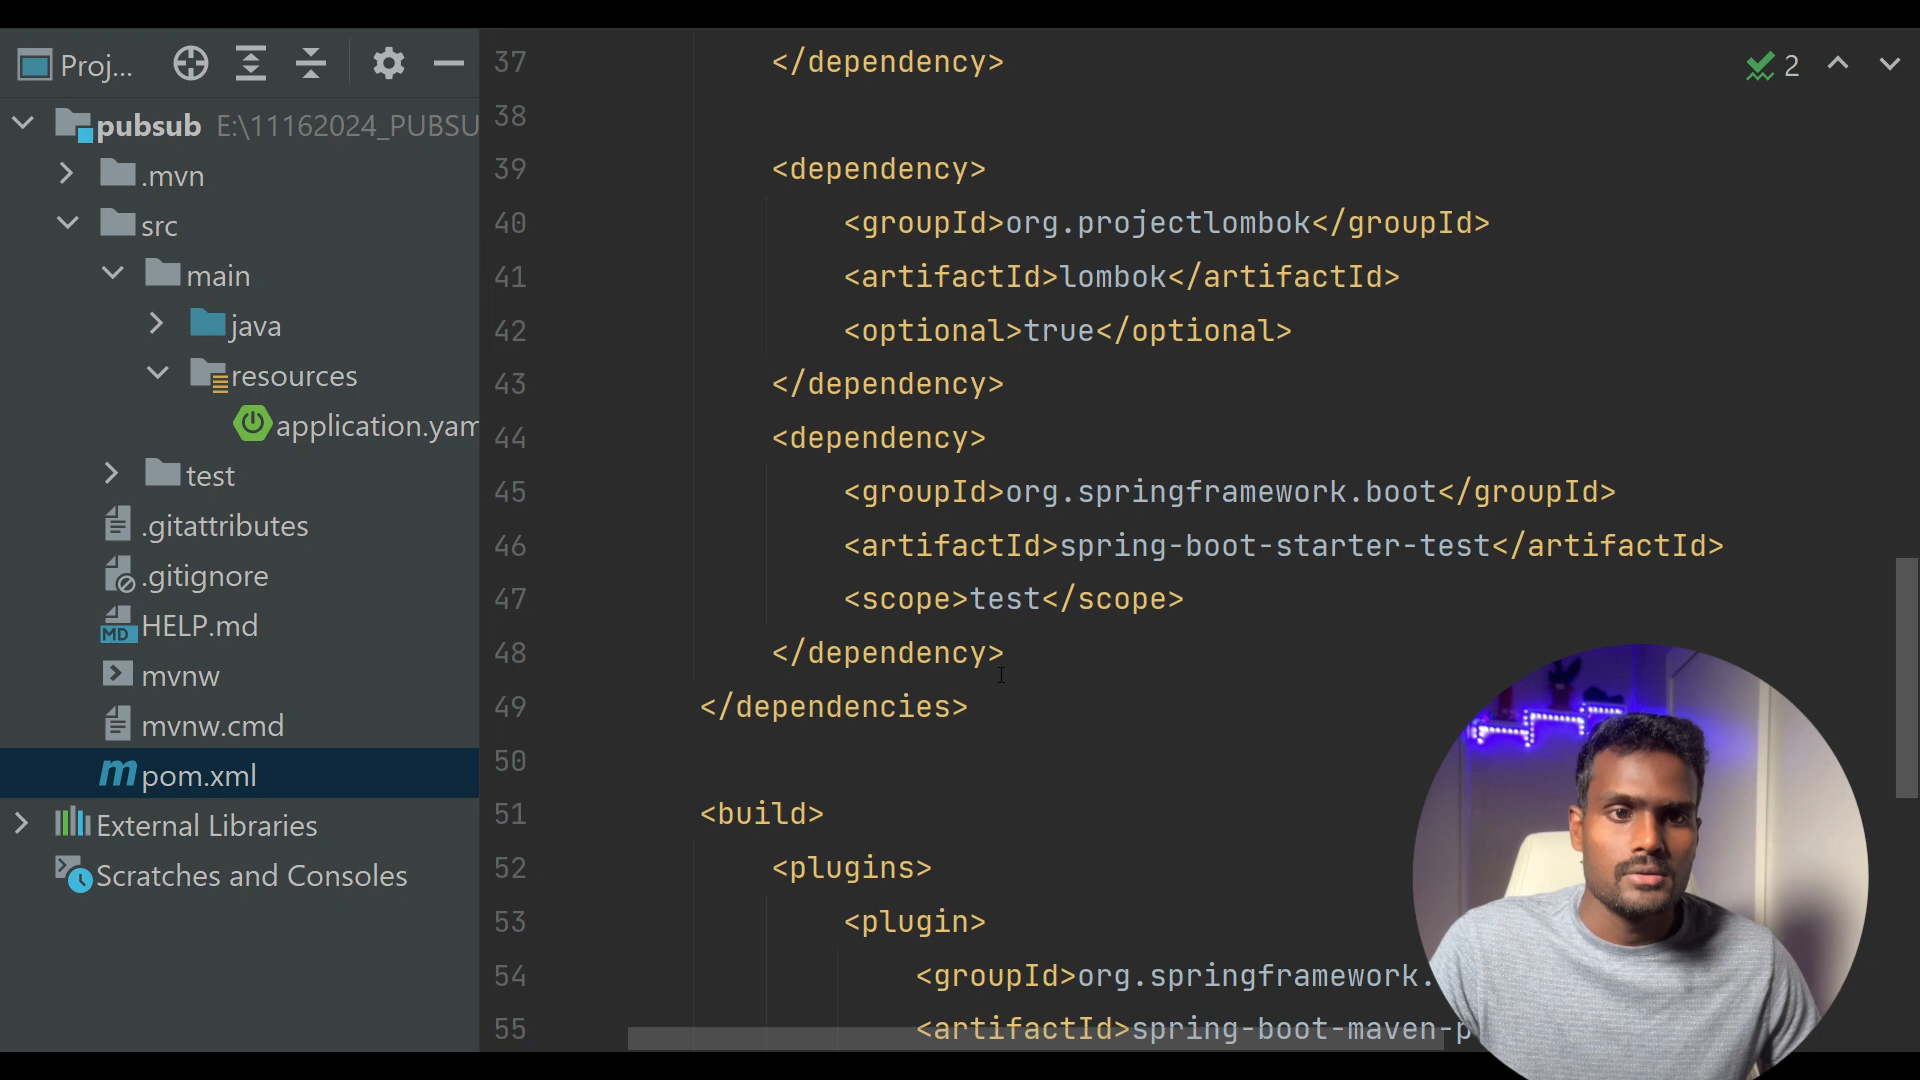 Proj...
pubsub E:\11162024_PUBSU
.mvn
src
main
java
resources
application.yam
test
.gitattributes
.gitignore
MD HELP.md
mvnw
mvnw.cmd
m pom.xml
External Libraries
Scratches and Consoles
2
37 </dependency>
38
39 <dependency>
40 <groupId>org.projectlombok</groupId>
41 <artifactId>lombok</artifactId>
42 <optional>true</optional>
43 </dependency>
44 <dependency>
45 <groupId>org.springframework.boot</groupId>
46 <artifactId>spring-boot-starter-test</artifactId>
47 <scope>test</scope>
48 </dependency>
49 </dependencies>
50
51 <build>
52 <plugins>
53 <plugin>
54 <groupId>org.springframework.
55 <artifactId>spring-boot-maven-p